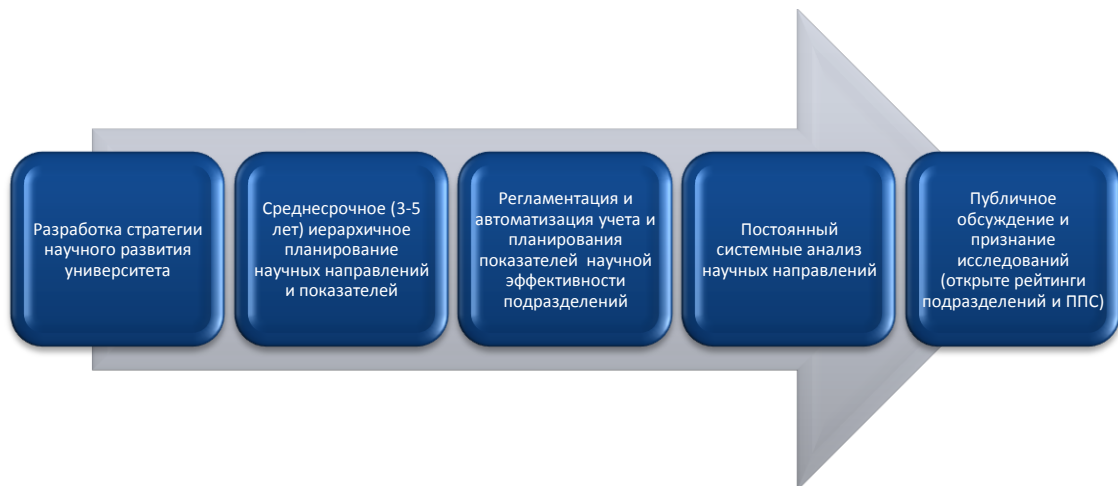 Разработка стратегии
научного развития
университета
Среднесрочное (3-5
лет) иерархичное
планирование
научных направлений
и показателей
Регламентация и
автоматизация учета и
планирования
показателей  научной
эффективности
подразделений
Постоянный
системные анализ
научных направлений
Публичное
обсуждение и
признание
исследований
(открыте рейтинги
подразделений и ППС)